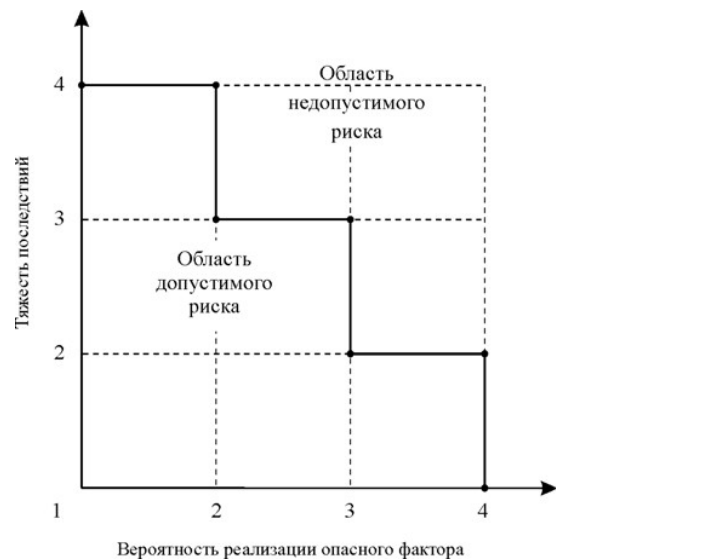 4
Область
недопустимого
риска
Тяжесть последствий
3
Область
допустимого
риска
2
1
2
3
4
Вероятность реализации опасного фактора